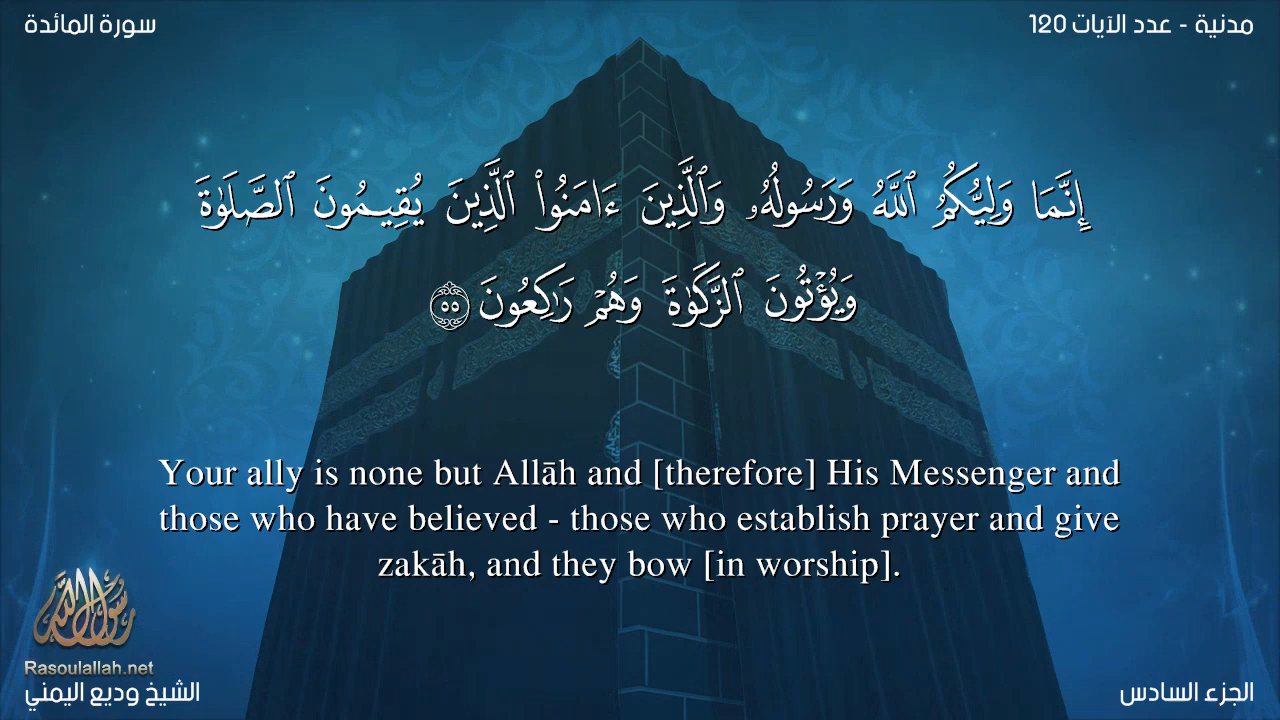 سورة المائدة
مدنية - عدد الآيات 120
إِنَّمَا وَلِيُّكُمُ ٱللَّهُ وَرَسُولُهُۥ وَٱلَّذِينَ ءَامَنُوا۟ ٱلَّذِينَ يُقِيمُونَ ٱلصَّلَوٰةَ
وَيُؤْتُونَ ٱلزَّكَوٰةَ وَهُمْ رَٰكِعُونَ ٥٥
Your ally is none but Allāh and [therefore] His Messenger and
those who have believed - those who establish prayer and give
zakāh, and they bow [in worship].
رسول الله
Rasoulallah.net
الشيخ وديع اليمني
الجزء السادس